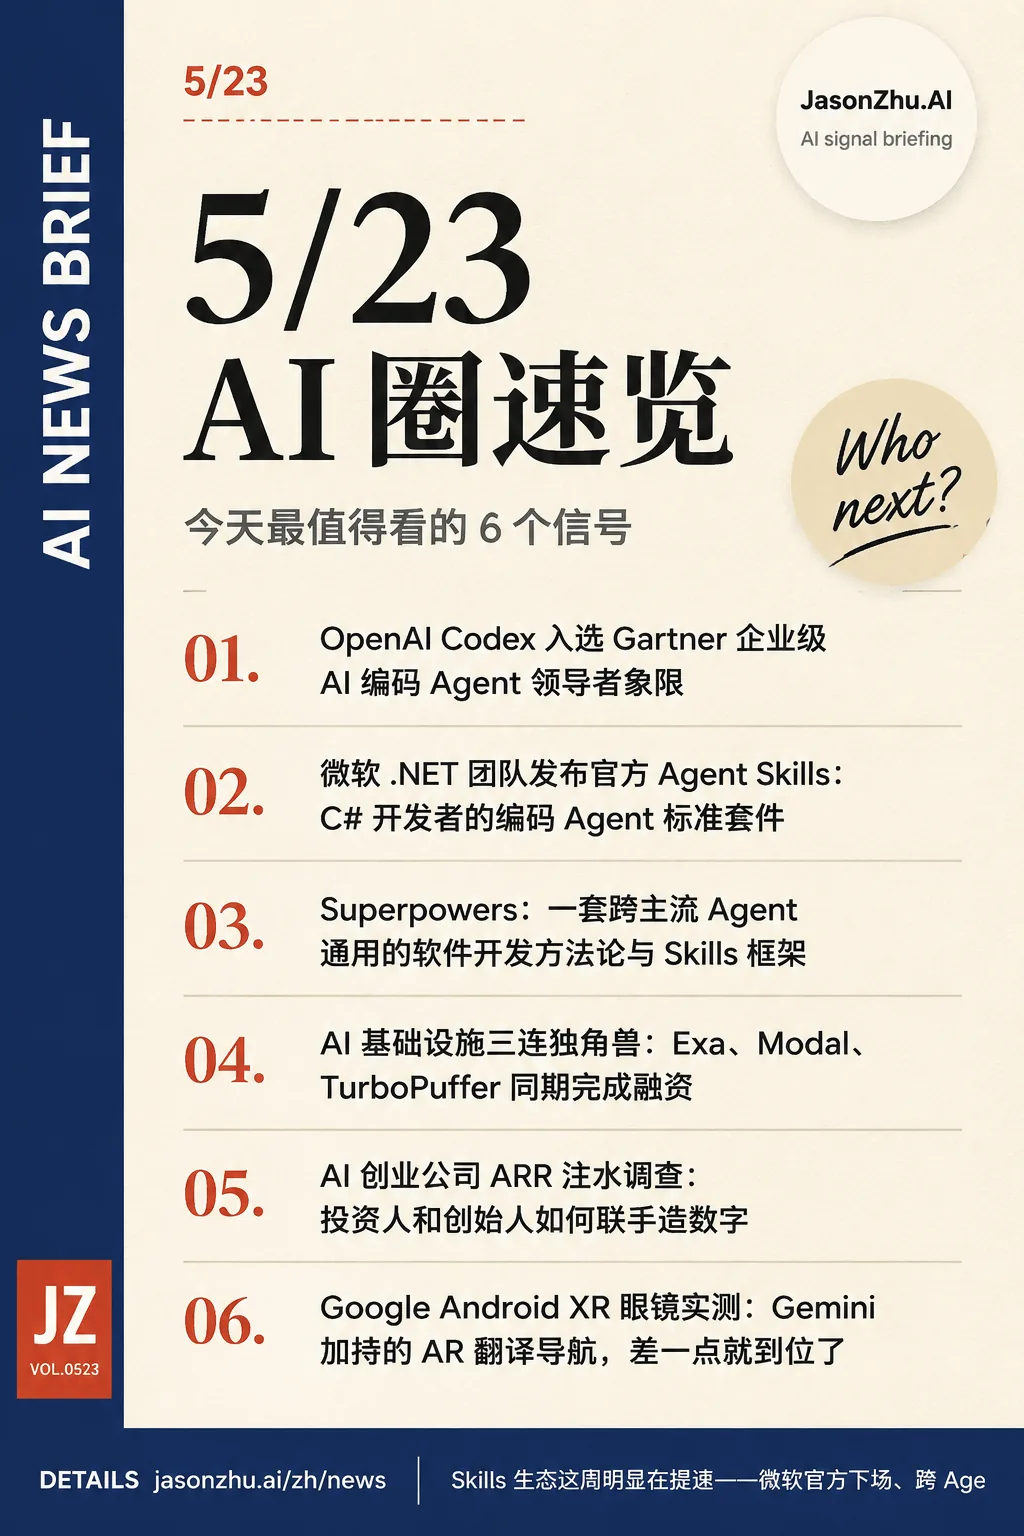 AI NEWS BRIEF
5/23
JasonZhu.AI
AI signal briefing
5/23
AI 圈速览
今天最值得看的 6 个信号
Who
next?
01.
OpenAI Codex 入选 Gartner 企业级
AI 编码 Agent 领导者象限
02.
微软 .NET 团队发布官方 Agent Skills：
C# 开发者的编码 Agent 标准套件
03.
Superpowers：一套跨主流 Agent
通用的软件开发方法论与 Skills 框架
04.
AI 基础设施三连独角兽：Exa、Modal、
TurboPuffer 同期完成融资
05.
AI 创业公司 ARR 注水调查：
投资人和创始人如何联手造数字
06.
Google Android XR 眼镜实测：Gemini
加持的 AR 翻译导航，差一点就到位了
JZ
VOL.0523
DETAILS jasonzhu.ai/zh/news
Skills 生态这周明显在提速——微软官方下场、跨 Age